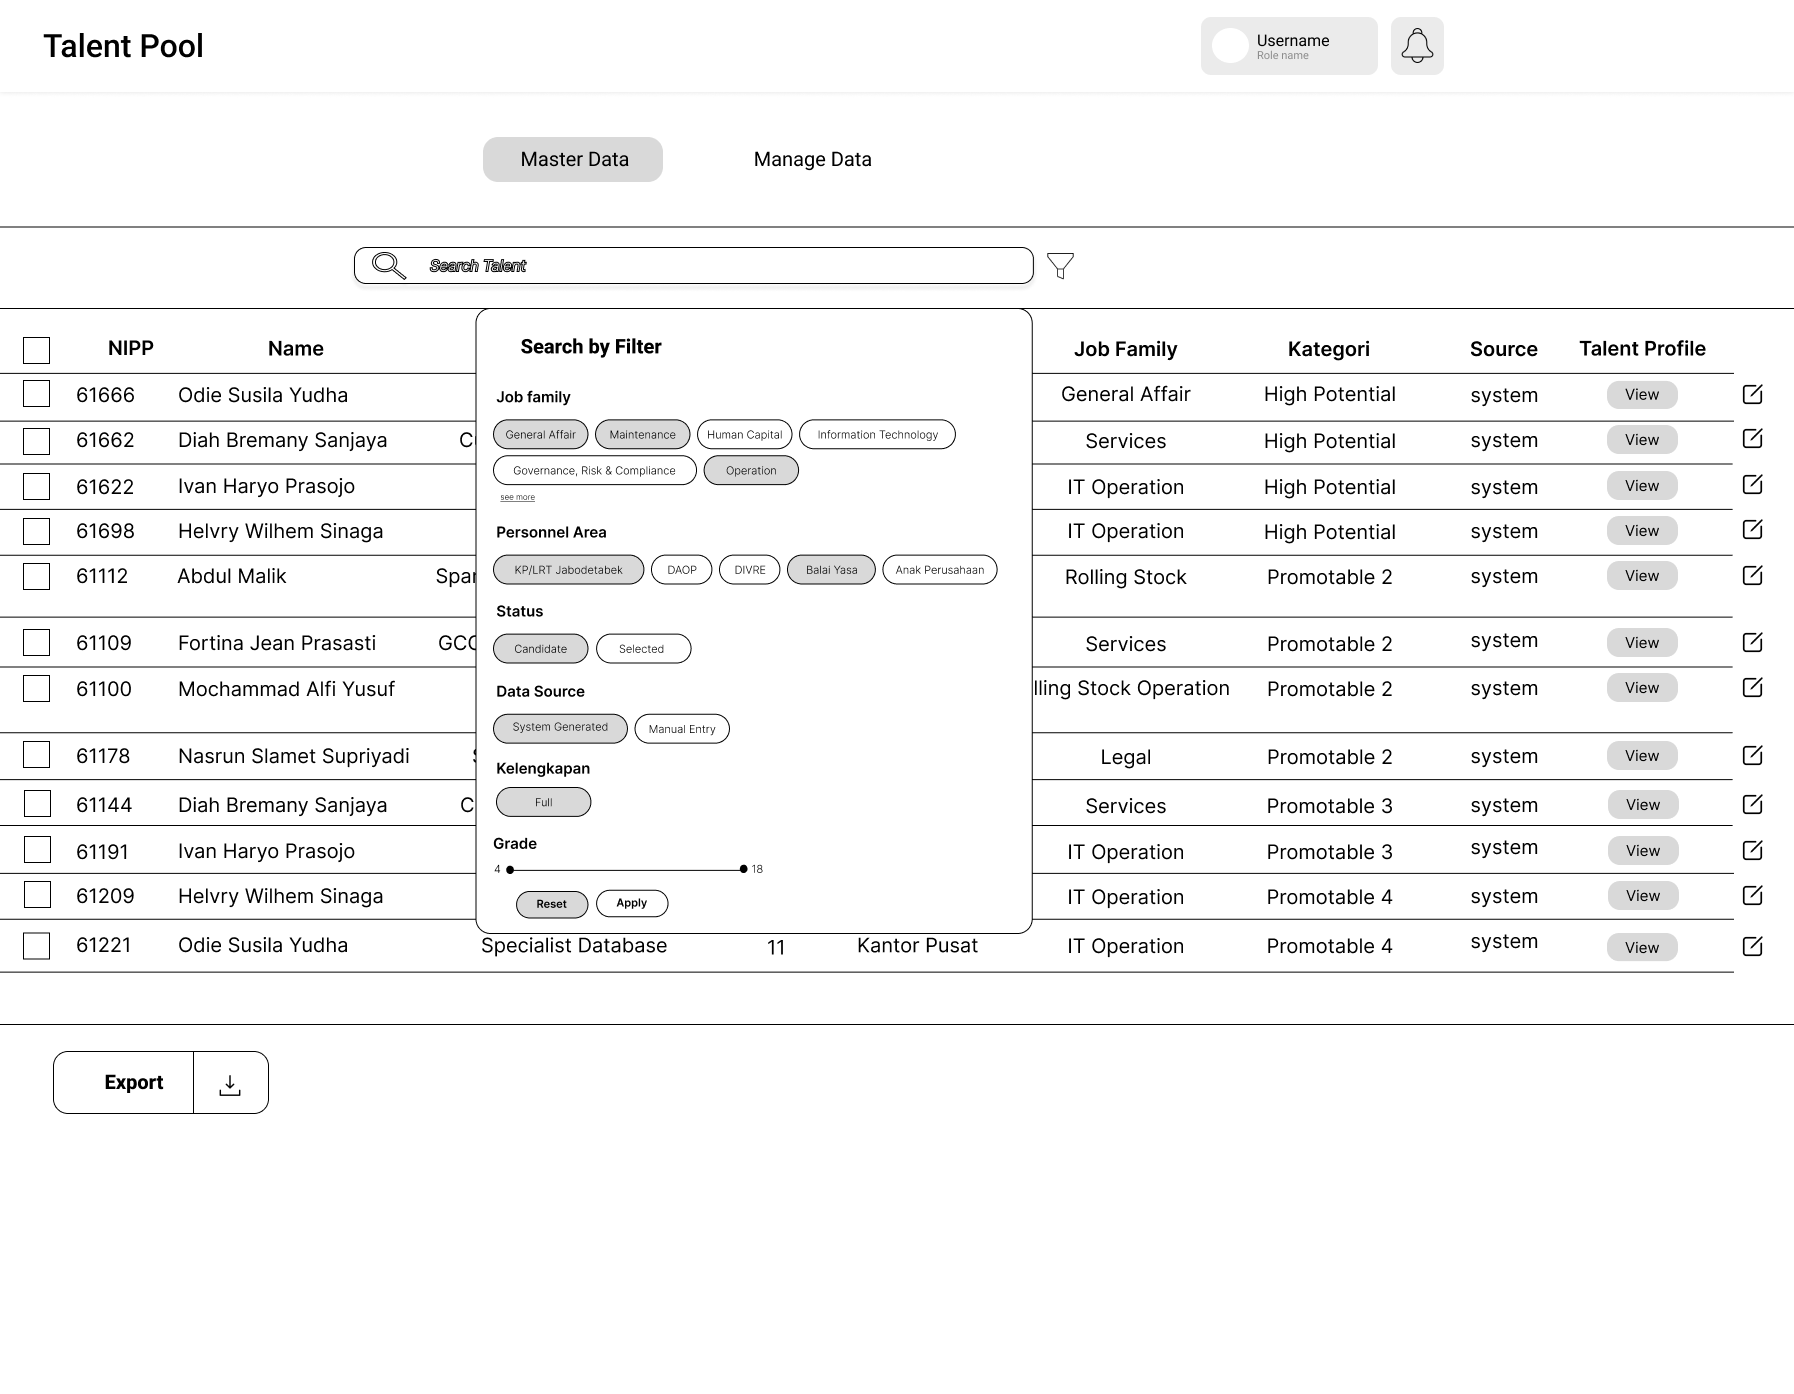 Talent Pool
Username
Role name
Master Data Manage Data
Search Talent
NIPP Name Job Family Kategori Source Talent Profile
Search by Filter
Job family
General Affair Maintenance Human Capital Information Technology
Governance, Risk & Compliance Operation
see more
Personnel Area
KP/LRT Jabodetabek DAOP DIVRE Balai Yasa Anak Perusahaan
Status
Candidate Selected
Data Source
System Generated Manual Entry
Kelengkapan
Full
Grade
4 18
Reset Apply
61666 Odie Susila Yudha General Affair High Potential system View
61662 Diah Bremany Sanjaya Services High Potential system View
61622 Ivan Haryo Prasojo IT Operation High Potential system View
61698 Helvry Wilhem Sinaga IT Operation High Potential system View
61112 Abdul Malik Rolling Stock Promotable 2 system View
61109 Fortina Jean Prasasti Services Promotable 2 system View
61100 Mochammad Alfi Yusuf Stock Operation Promotable 2 system View
61178 Nasrun Slamet Supriyadi Legal Promotable 2 system View
61144 Diah Bremany Sanjaya Services Promotable 3 system View
61191 Ivan Haryo Prasojo IT Operation Promotable 3 system View
61209 Helvry Wilhem Sinaga IT Operation Promotable 4 system View
61221 Odie Susila Yudha Specialist Database 11 Kantor Pusat IT Operation Promotable 4 system View
Export